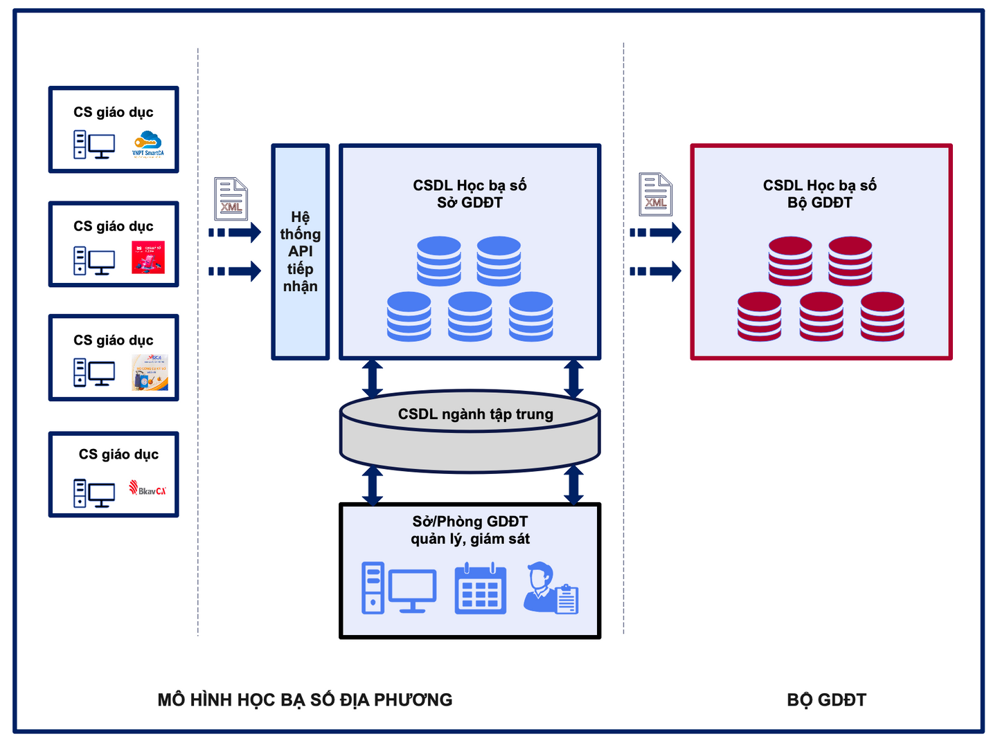 CS giáo dục
VNPT SmartCA
CS giáo dục
CS giáo dục
CS giáo dục
BkavCA
XML
Hệ
thống
API
tiếp
nhận
CSDL Học bạ số
Sở GDĐT
CSDL ngành tập trung
Sở/Phòng GDĐT
quản lý, giám sát
XML
CSDL Học bạ số
Bộ GDĐT
MÔ HÌNH HỌC BẠ SỐ ĐỊA PHƯƠNG
BỘ GDĐT